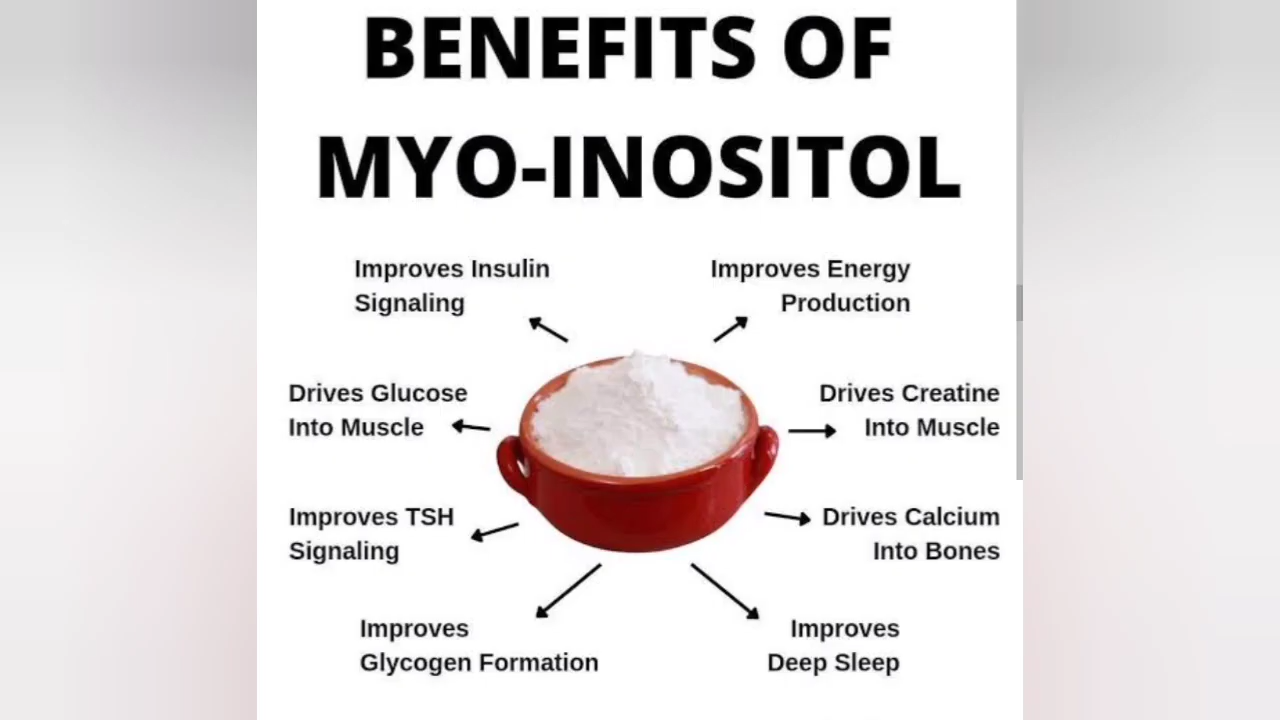 BENEFITS OF
MYO-INOSITOL
Improves Insulin
Signaling
Improves Energy
Production
Drives Glucose
Into Muscle
Drives Creatine
Into Muscle
Improves TSH
Signaling
Drives Calcium
Into Bones
Improves
Glycogen Formation
Improves
Deep Sleep